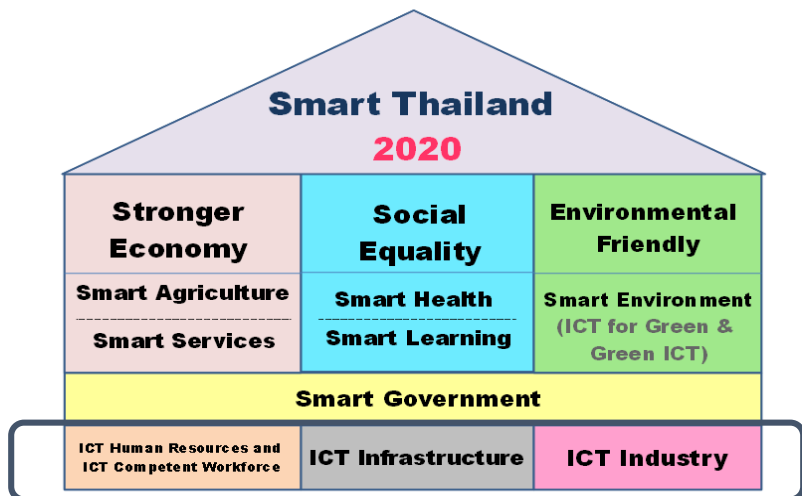 Smart Thailand
2020
Stronger
Economy
Social
Equality
Environmental
Friendly
Smart Agriculture
Smart Services
Smart Health
Smart Learning
Smart Environment
(ICT for Green &
Green ICT)
Smart Government
ICT Human Resources and
ICT Competent Workforce
ICT Infrastructure
ICT Industry